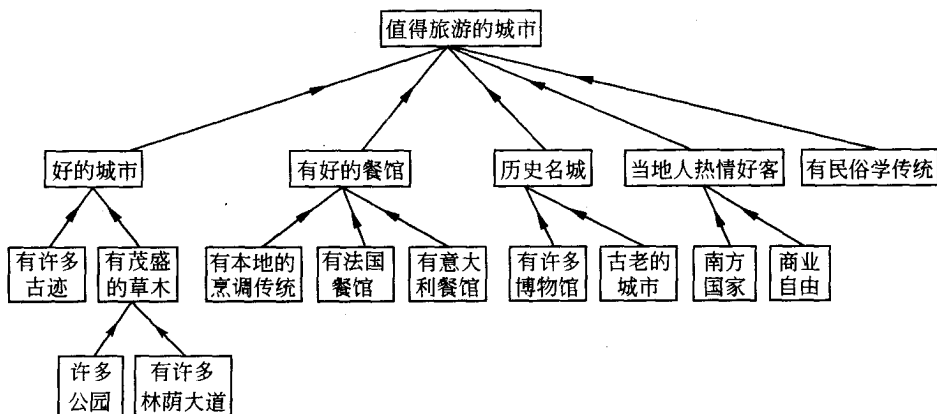 值得旅游的城市
好的城市
有好的餐馆
历史名城
当地人热情好客
有民俗学传统
有许多
古迹
有茂盛
的草木
有本地的
烹调传统
有法国
餐馆
有意大
利餐馆
有许多
博物馆
古老的
城市
南方
国家
商业
自由
许多
公园
有许多
林荫大道